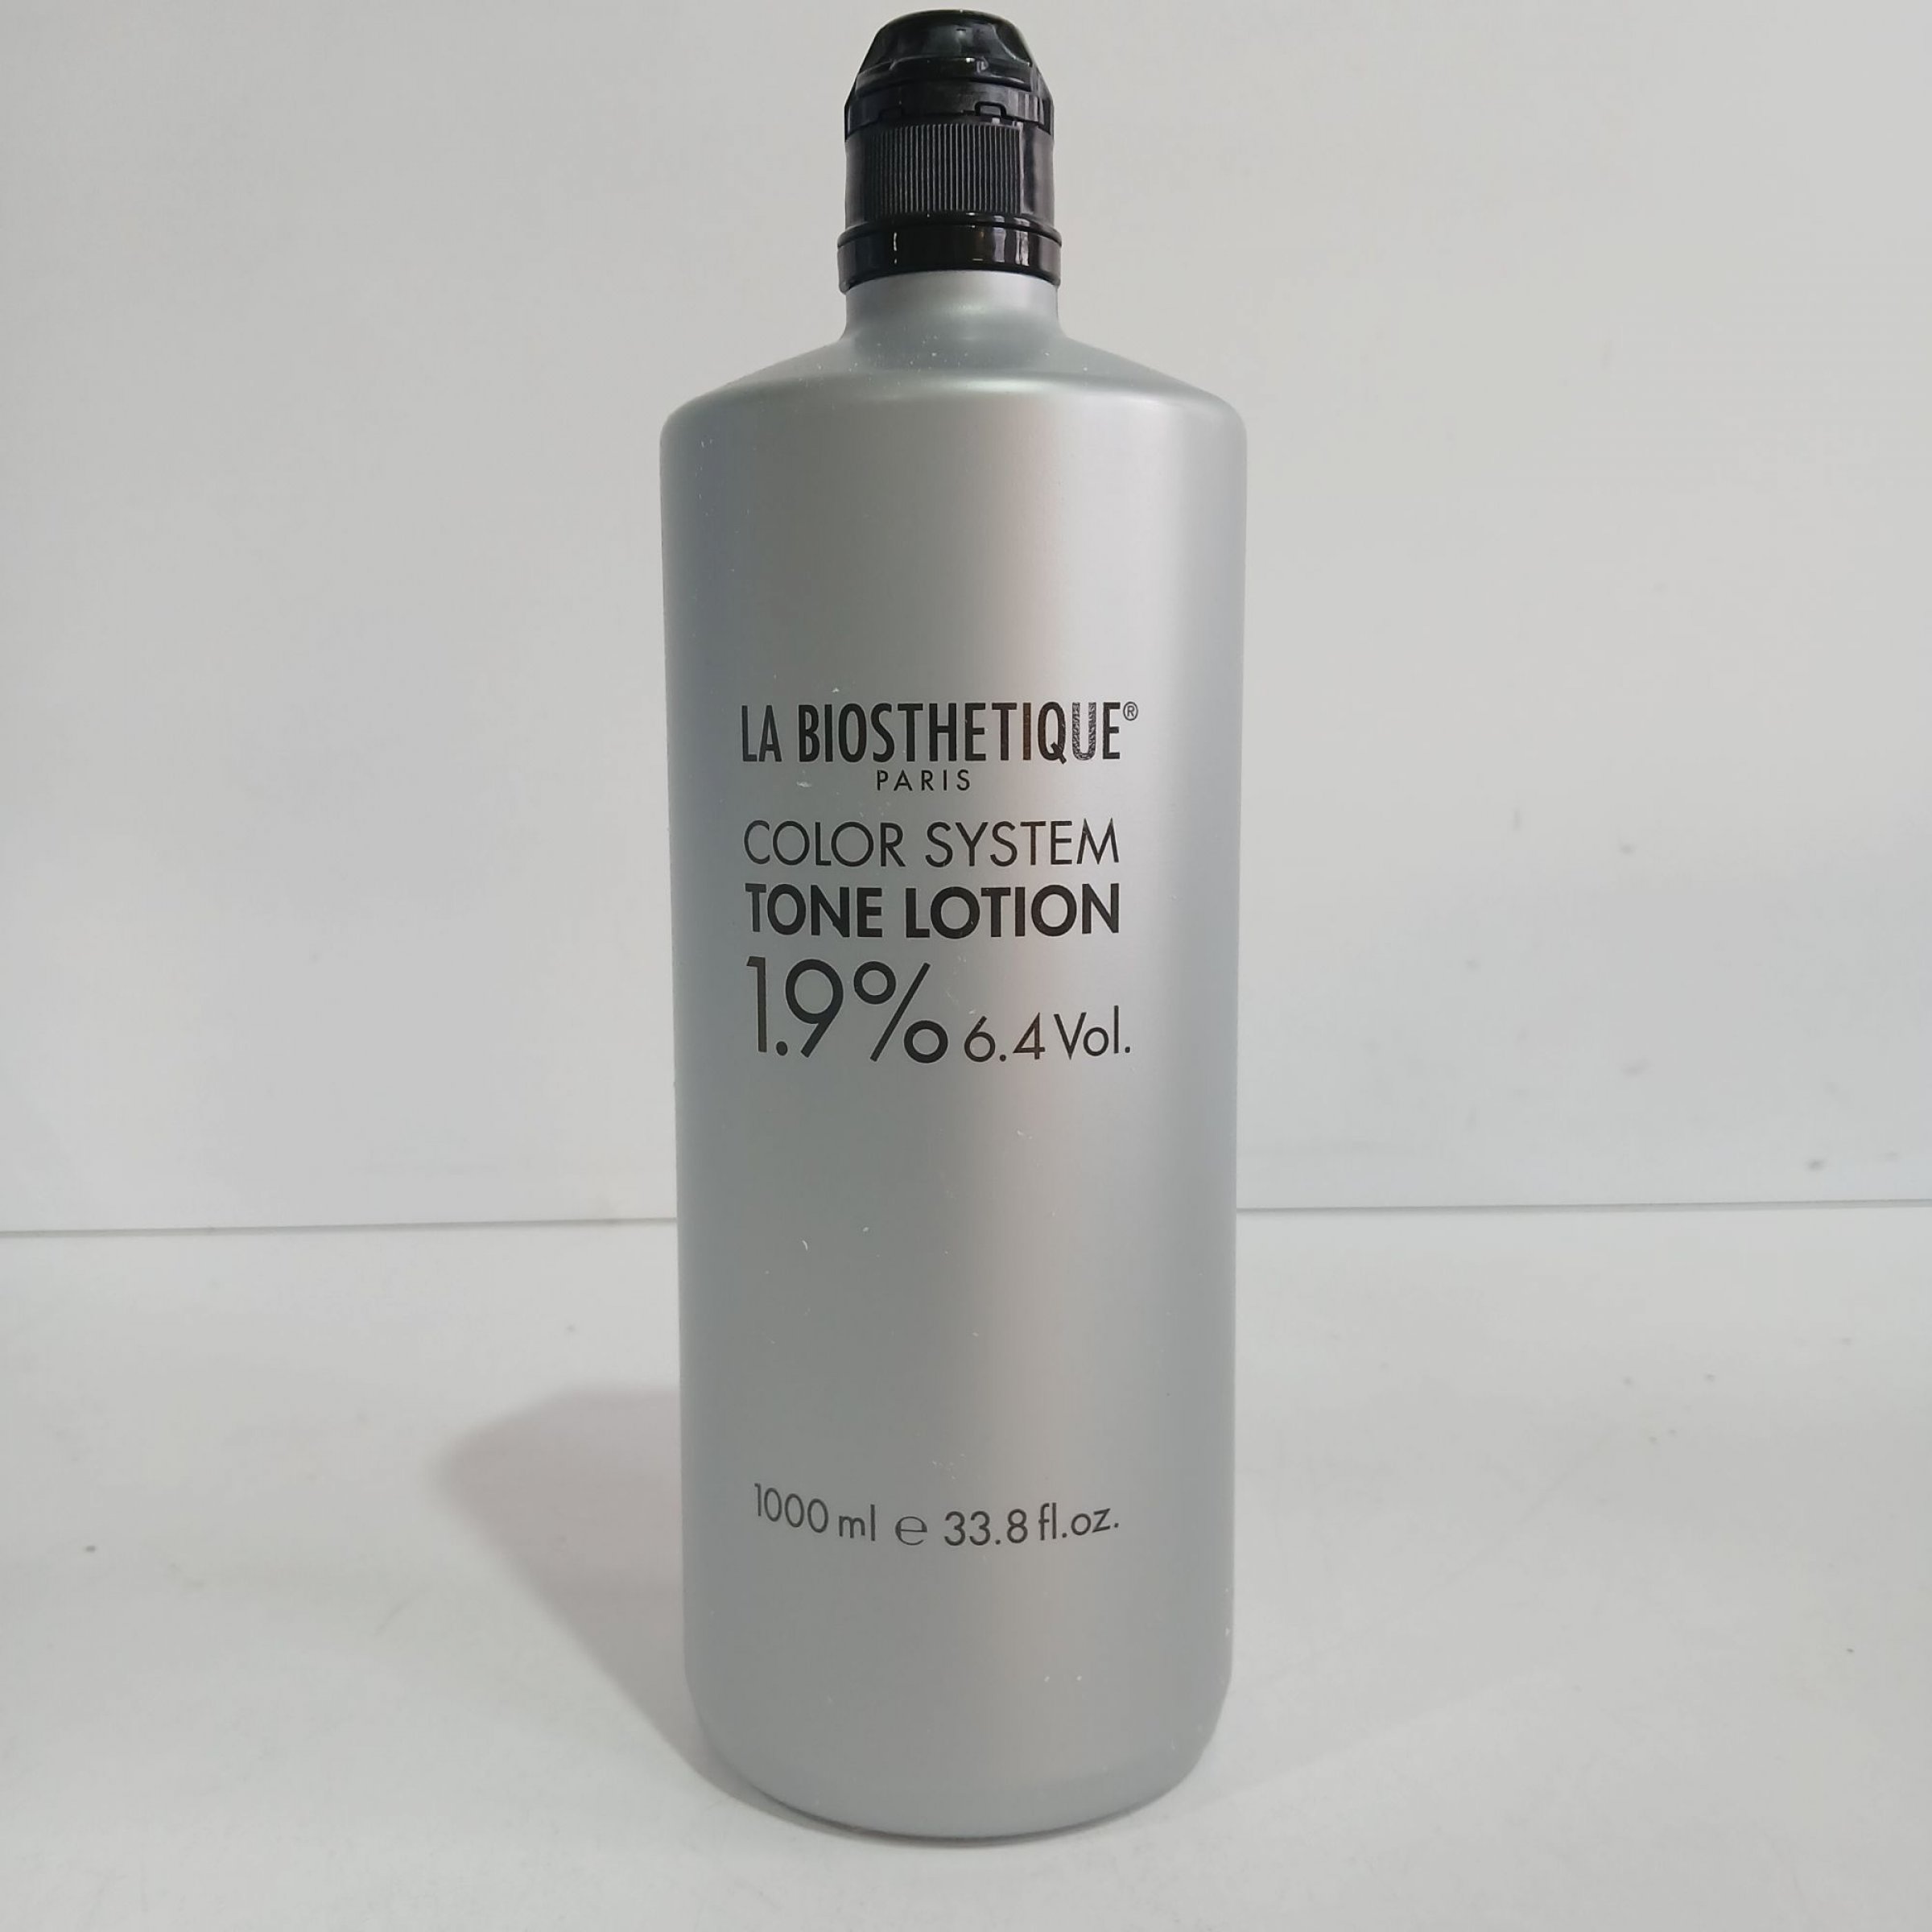 LA BIOSTHETIQUE®
PARIS
COLOR SYSTEM
TONE LOTION
1.9% 6.4 Vol.
1000 ml ℮ 33.8 fl.oz.